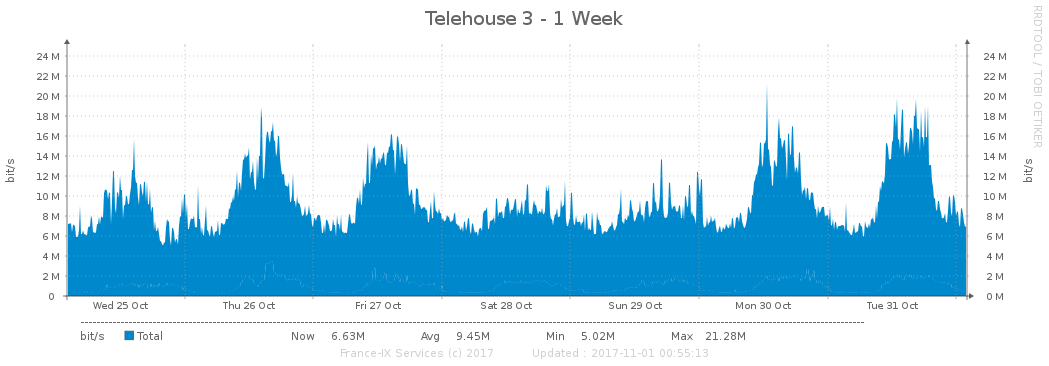 Telehouse 3 - 1 Week
RRDTOOL / TOBI OETIKER
bit/s
24 M 24 M
22 M 22 M
20 M 20 M
18 M 18 M
16 M 16 M
14 M 14 M
12 M 12 M
10 M 10 M
8 M 8 M
6 M 6 M
4 M 4 M
2 M 2 M
0 0 M
bit/s
Wed 25 Oct Thu 26 Oct Fri 27 Oct Sat 28 Oct Sun 29 Oct Mon 30 Oct Tue 31 Oct
bit/s Total Now 6.63M Avg 9.45M Min 5.02M Max 21.28M
France-IX Services (c) 2017 Updated : 2017-11-01 00:55:13